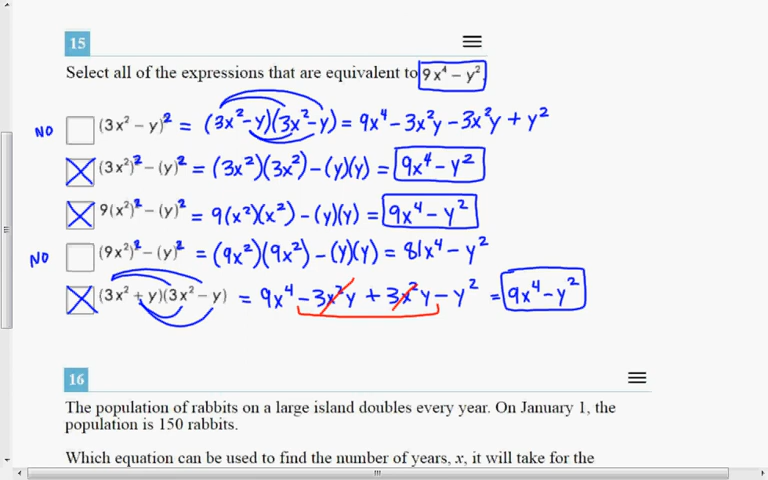 15
Select all of the expressions that are equivalent to 9x⁴ − y².
NO (3x² − y)² = (3x²−y)(3x²−y) = 9x⁴ − 3x²y − 3x²y + y²
(3x²)² − (y)² = (3x²)(3x²) − (y)(y) = 9x⁴ − y²
9(x²)² − (y)² = 9(x²)(x²) − (y)(y) = 9x⁴ − y²
NO (9x²)² − (y)² = (9x²)(9x²) − (y)(y) = 81x⁴ − y²
(3x² + y)(3x² − y) = 9x⁴ − 3x²y + 3x²y − y² = 9x⁴ − y²
16
The population of rabbits on a large island doubles every year. On January 1, the
population is 150 rabbits.
Which equation can be used to find the number of years, x, it will take for the